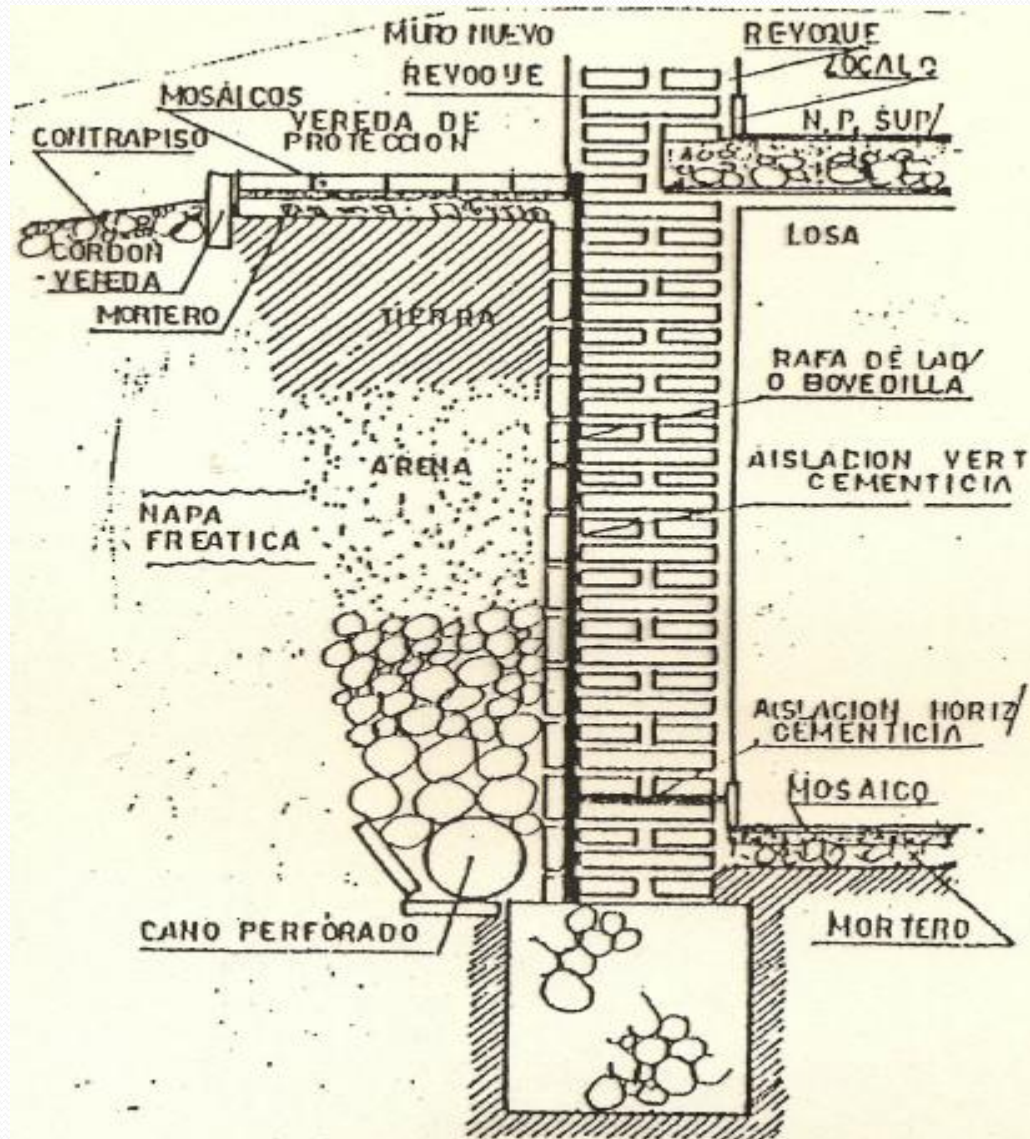 MURO NUEVO
REVOQUE
REVOQUE
ZOCALO
MOSÁICOS
VEREDA DE
PROTECCION
N.P. SUP/
CONTRAPISO
CORDON
VEREDA
LOSA
MORTERO
TIERRA
RAFA DE LAD/
O BOVEDILLA
ARENA
AISLACION VERT
CEMENTICIA
NAPA
FREATICA
AISLACION HORIZ/
CEMENTICIA
MOSAICO
CANO PERFORADO
MORTERO